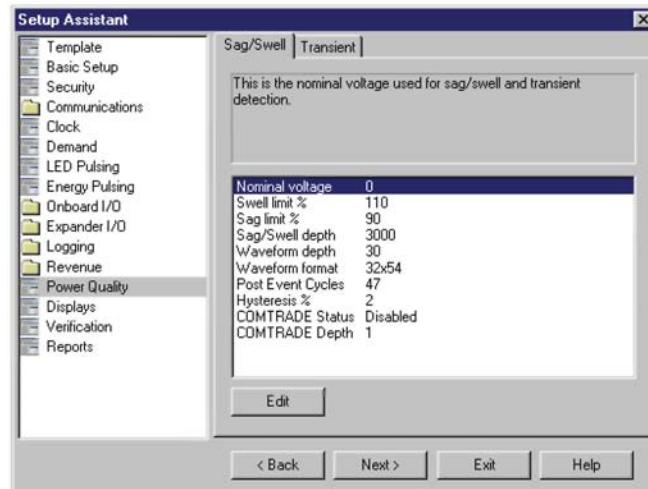 Setup Assistant
Template
Basic Setup
Security
Communications
Clock
Demand
LED Pulsing
Energy Pulsing
Onboard I/O
Expander I/O
Logging
Revenue
Power Quality
Displays
Verification
Reports
Sag/Swell
Transient
This is the nominal voltage used for sag/swell and transient
detection.
Nominal voltage 0
Swell limit % 110
Sag limit % 90
Sag/Swell depth 3000
Waveform depth 30
Waveform format 32x54
Post Event Cycles 47
Hysteresis % 2
COMTRADE Status Disabled
COMTRADE Depth 1
Edit
< Back
Next >
Exit
Help